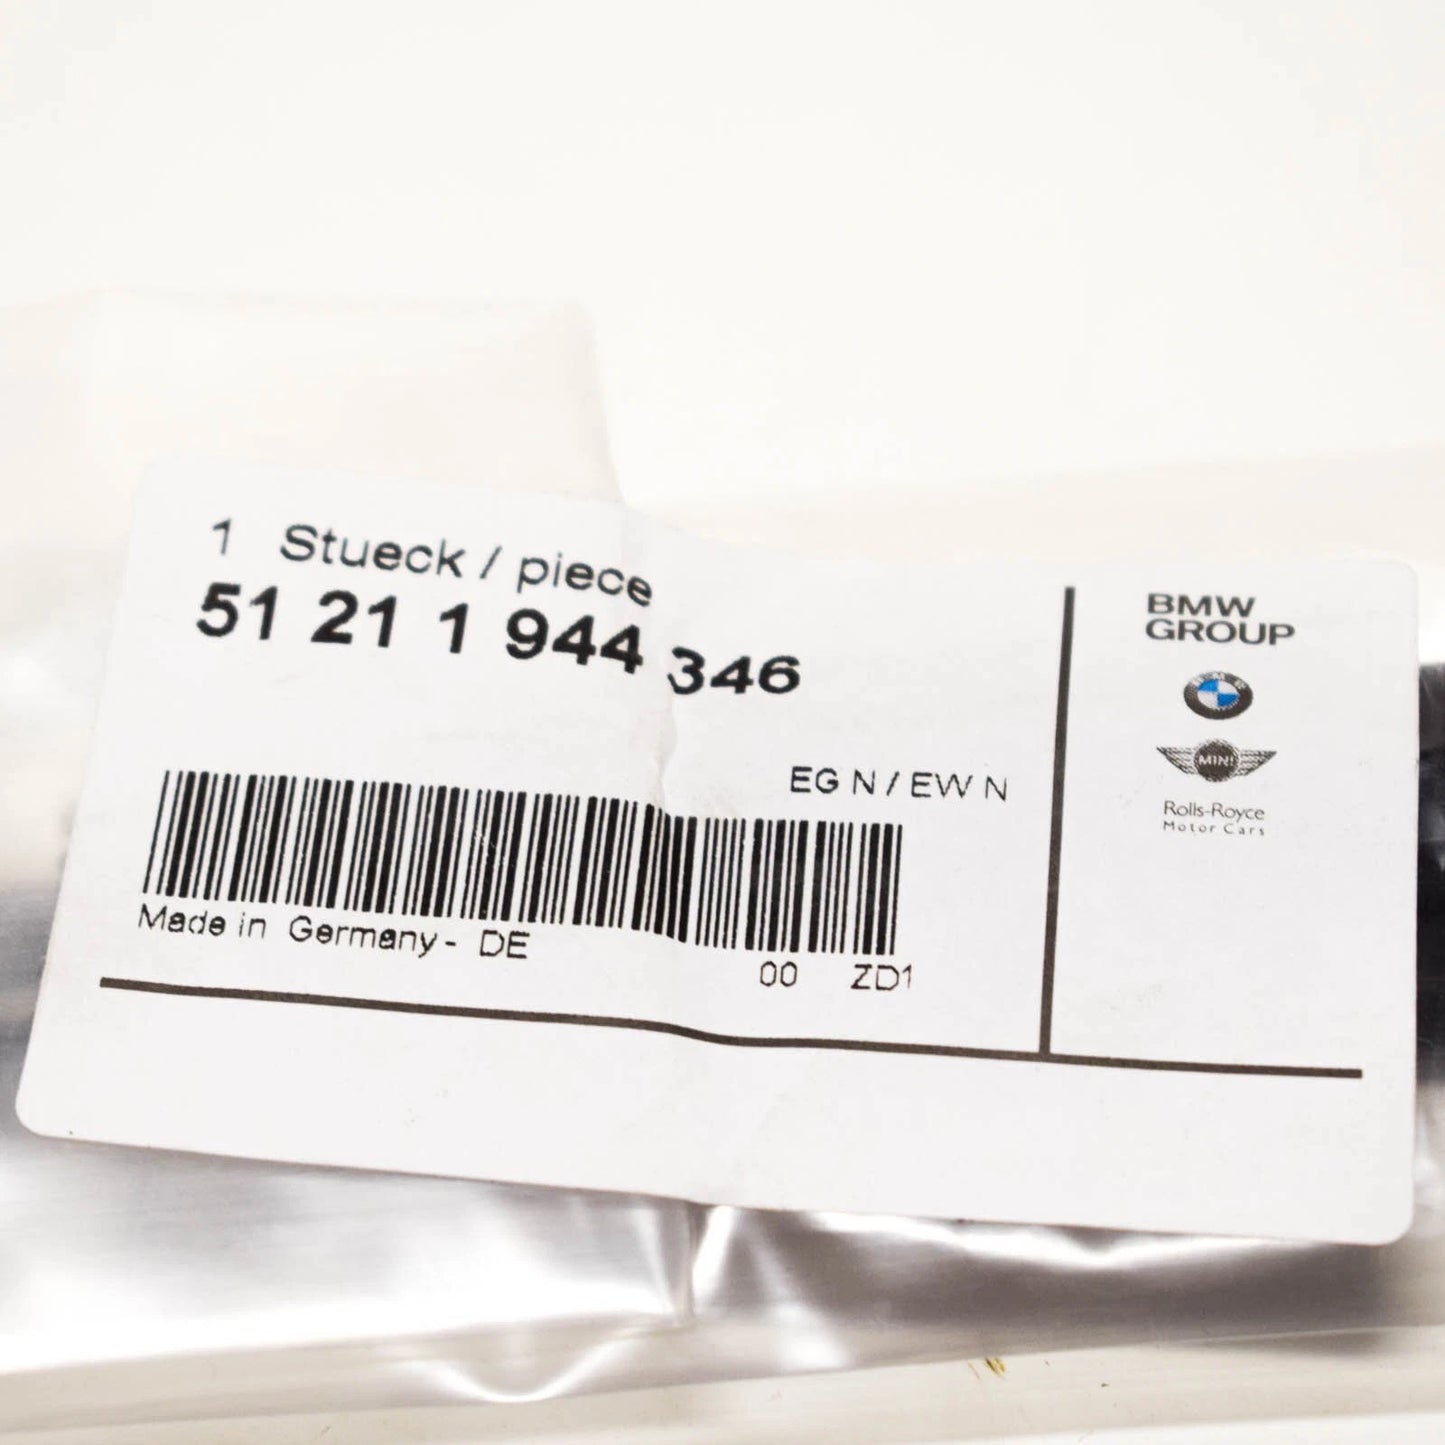 1 Stueck / piece
51 21 1 944 346
EG N / EW N
Made in Germany - DE
00 ZD1
BMW
GROUP
BMW
MINI
Rolls-Royce
Motor Cars